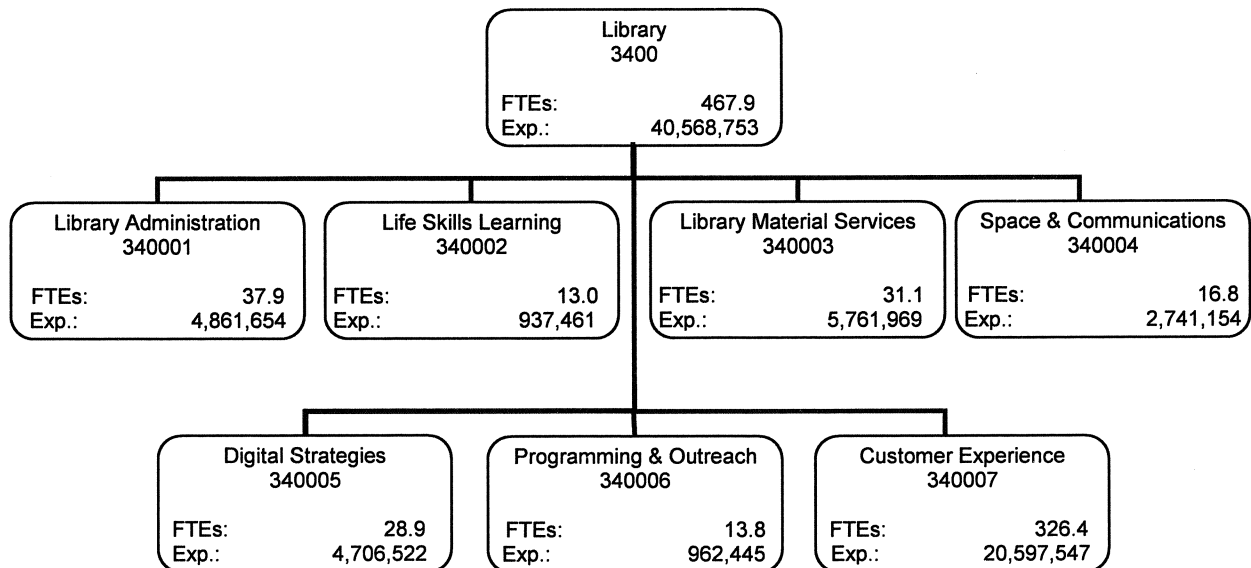 Library
3400
FTEs: 467.9
Exp.: 40,568,753
Library Administration
340001
FTEs: 37.9
Exp.: 4,861,654
Life Skills Learning
340002
FTEs: 13.0
Exp.: 937,461
Library Material Services
340003
FTEs: 31.1
Exp.: 5,761,969
Space & Communications
340004
FTEs: 16.8
Exp.: 2,741,154
Digital Strategies
340005
FTEs: 28.9
Exp.: 4,706,522
Programming & Outreach
340006
FTEs: 13.8
Exp.: 962,445
Customer Experience
340007
FTEs: 326.4
Exp.: 20,597,547